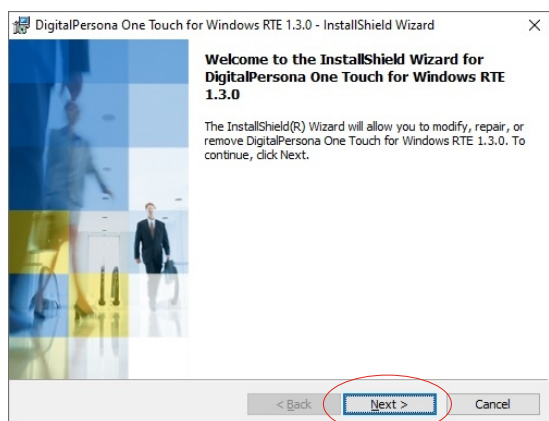 DigitalPersona One Touch for Windows RTE 1.3.0 - InstallShield Wizard
Welcome to the InstallShield Wizard for
DigitalPersona One Touch for Windows RTE
1.3.0
The InstallShield(R) Wizard will allow you to modify, repair, or
remove DigitalPersona One Touch for Windows RTE 1.3.0. To
continue, click Next.
< Back
Next >
Cancel